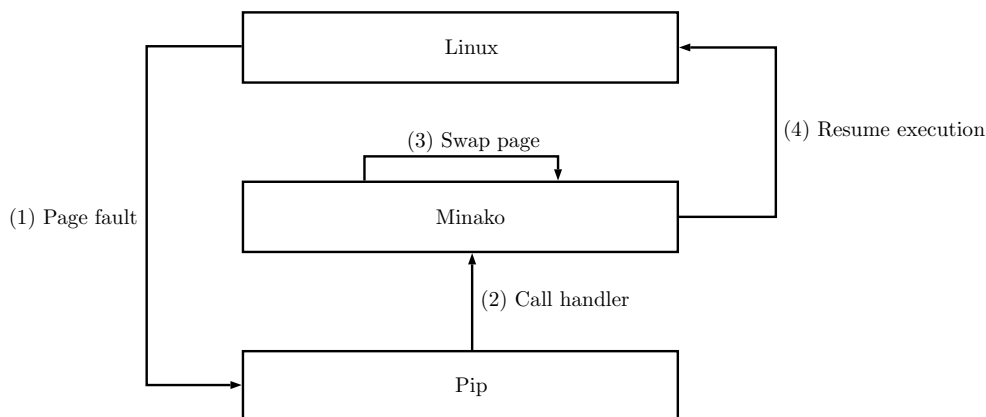 Linux
(4) Resume execution
(3) Swap page
(1) Page fault
Minako
(2) Call handler
Pip